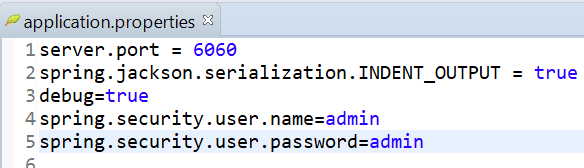 application.properties
1 server.port = 6060
2 spring.jackson.serialization.INDENT_OUTPUT = true
3 debug=true
4 spring.security.user.name=admin
5 spring.security.user.password=admin
6